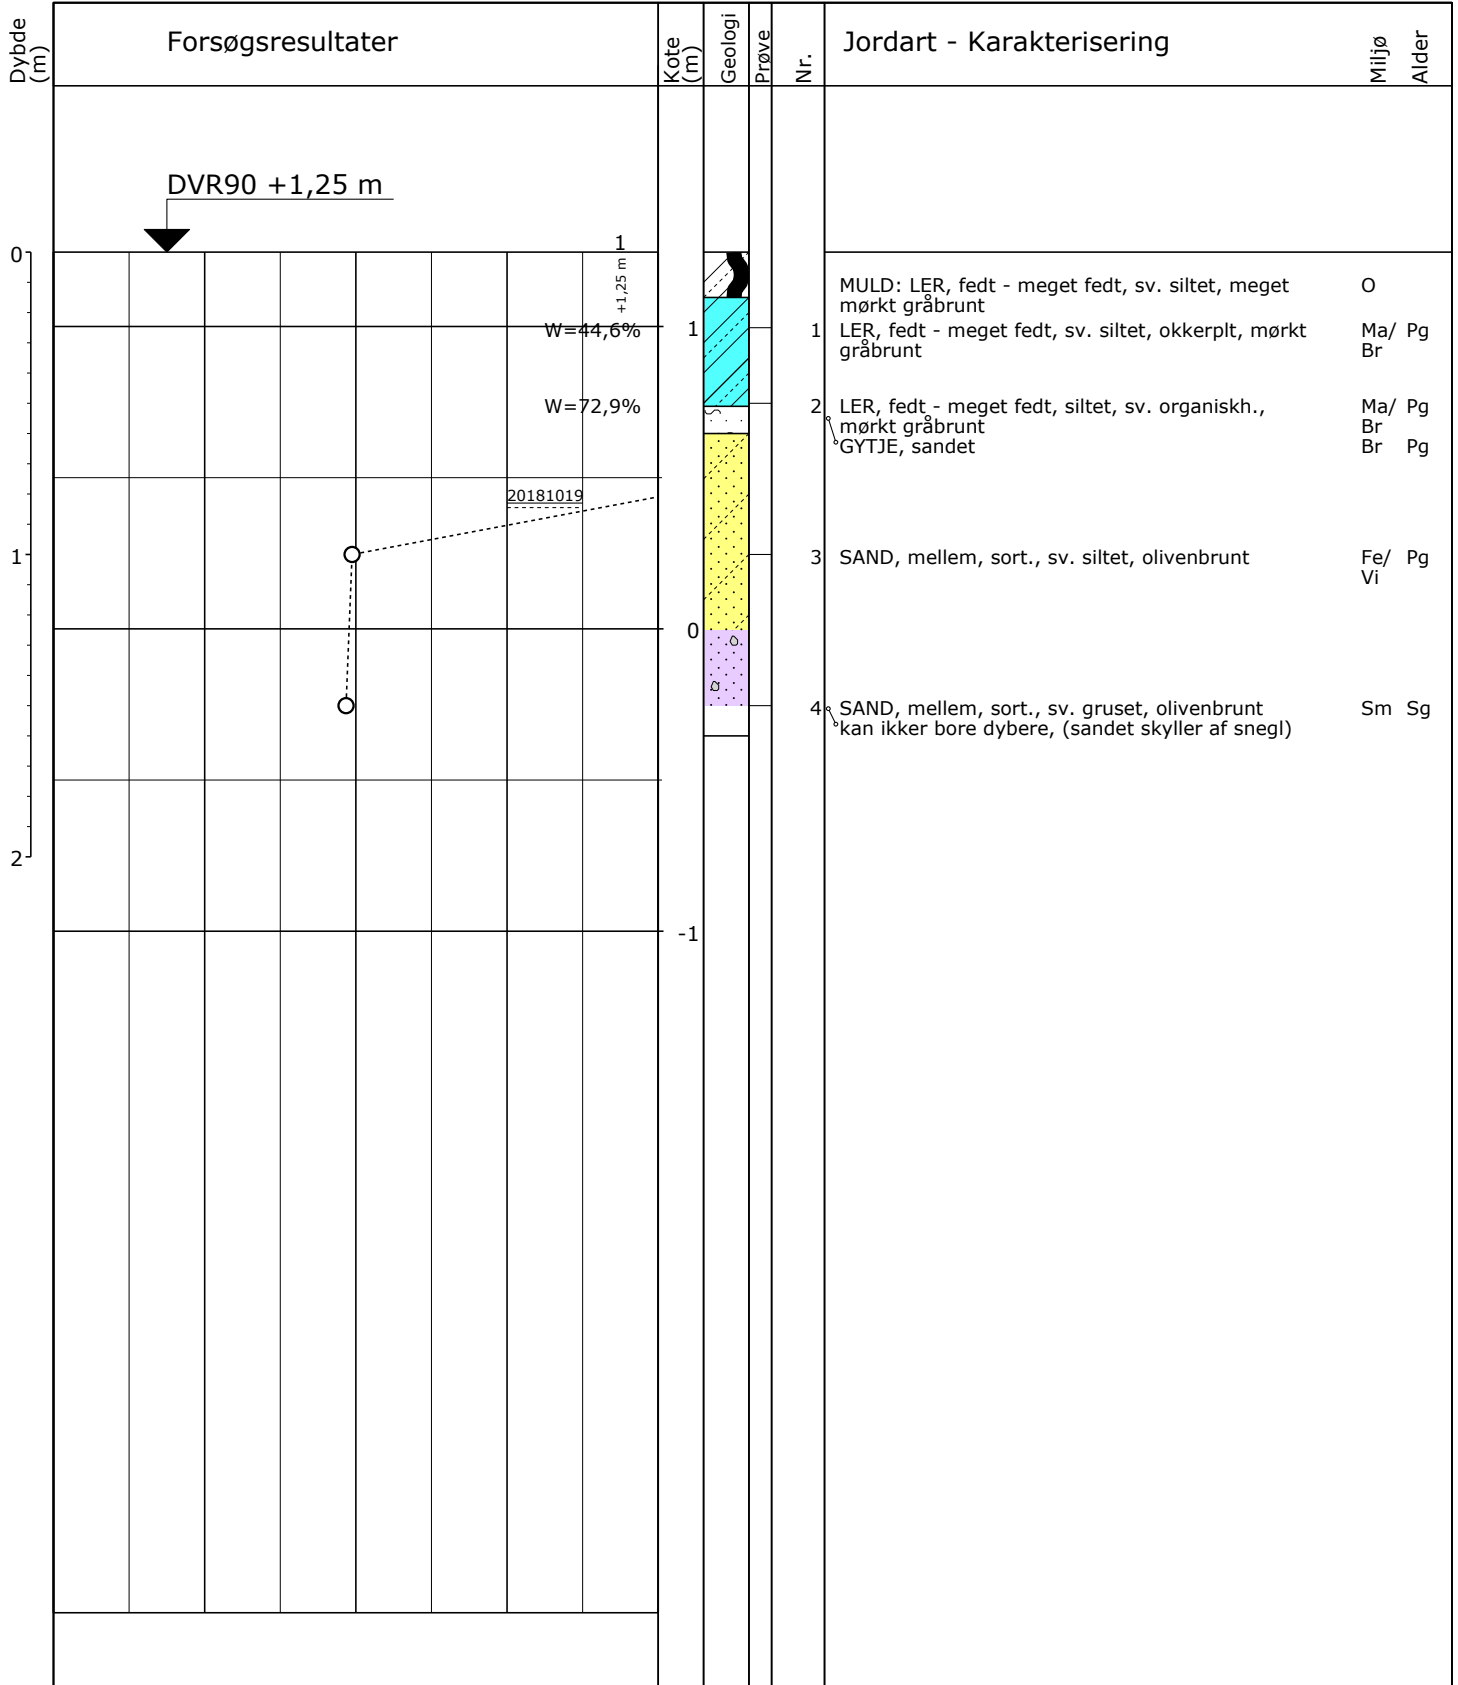 Dybde
(m)
Forsøgsresultater
Kote
(m)
Geologi
Prøve
Nr.
Jordart - Karakterisering
Miljø
Alder
DVR90 +1,25 m
1
+1,25 m
0
MULD: LER, fedt - meget fedt, sv. siltet, meget
mørkt gråbrunt
O
W=44,6%
1
1
LER, fedt - meget fedt, sv. siltet, okkerplt, mørkt
gråbrunt
Ma/
Br
Pg
W=72,9%
2
LER, fedt - meget fedt, siltet, sv. organiskh.,
mørkt gråbrunt
Ma/
Br
Pg
GYTJE, sandet
Br
Pg
20181019
1
3
SAND, mellem, sort., sv. siltet, olivenbrunt
Fe/
Vi
Pg
0
4
SAND, mellem, sort., sv. gruset, olivenbrunt
Sm
Sg
kan ikker bore dybere, (sandet skyller af snegl)
2
-1